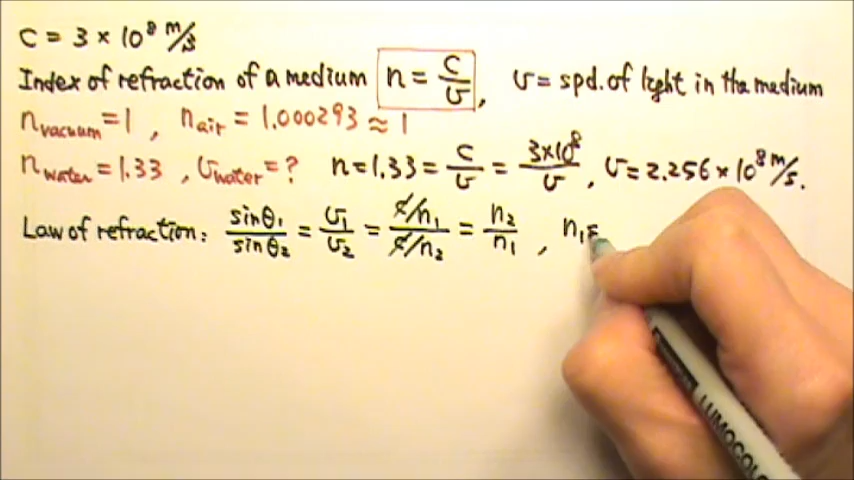 c = 3 × 10⁸ m/s
Index of refraction of a medium n = c/v, v = spd. of light in the medium
n_vacuum = 1, n_air = 1.000293 ≈ 1
n_water = 1.33, v_water = ? n = 1.33 = c/v = 3×10⁸/v, v = 2.256 × 10⁸ m/s.
Law of refraction: sinθ₁/sinθ₂ = v₁/v₂ = (c/n₁)/(c/n₂) = n₂/n₁, n₁s
LUMOCOLO